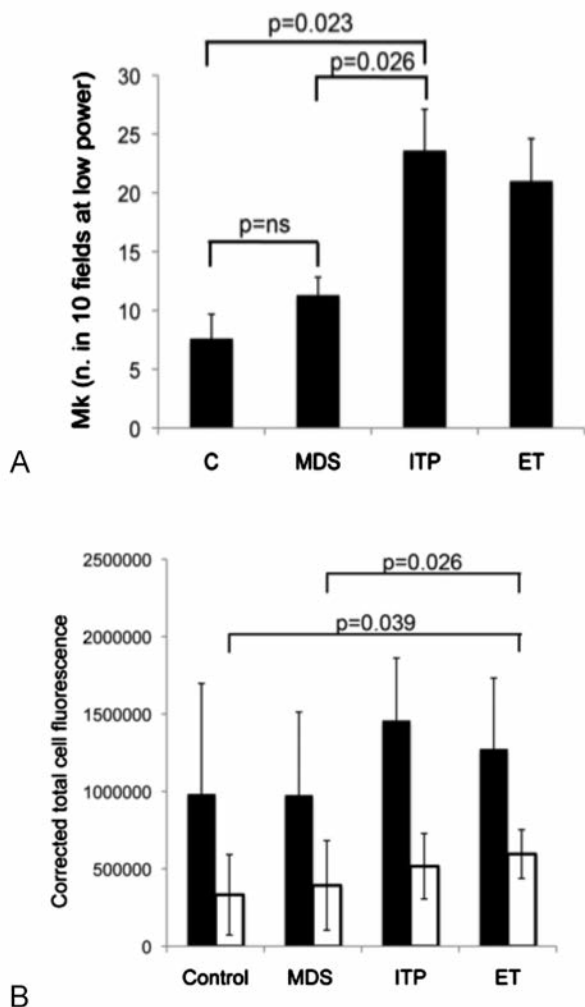 p=0.023
p=0.026
p=ns
30
25
20
15
10
5
0
Mk (n. in 10 fields at low power)
C MDS ITP ET
A
p=0.026
p=0.039
2500000
2000000
1500000
1000000
500000
0
Corrected total cell fluorescence
Control MDS ITP ET
B